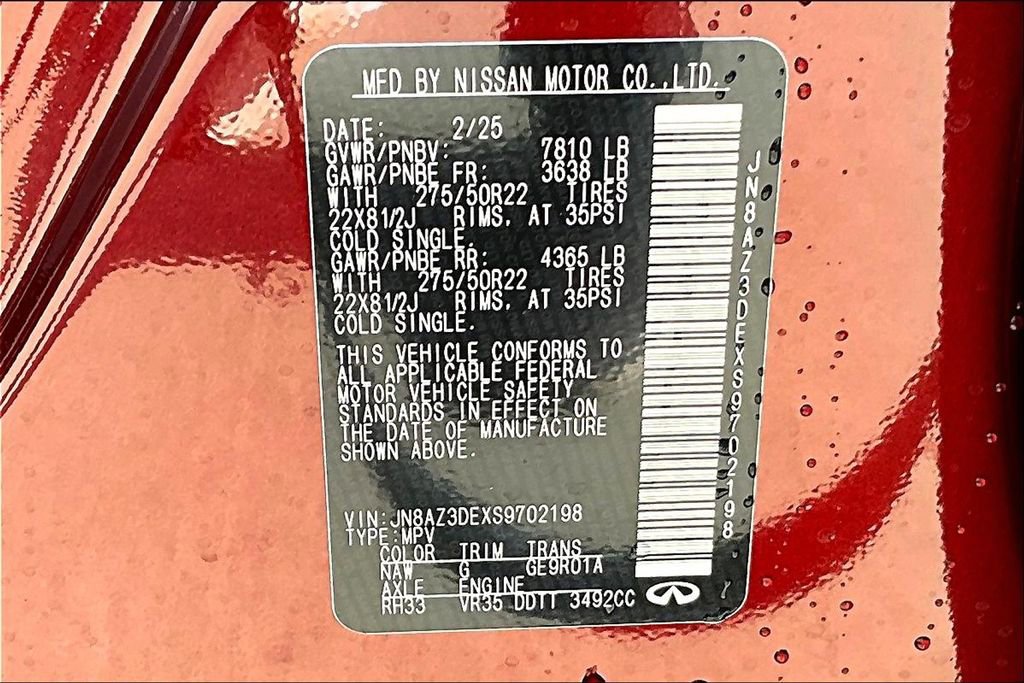 MFD BY NISSAN MOTOR CO.,LTD.
DATE: 2/25
GVWR/PNBV: 7810 LB
GAWR/PNBE FR: 3638 LB
WITH 275/50R22 TIRES
22X81/2J RIMS, AT 35PSI
COLD SINGLE.
GAWR/PNBE RR: 4365 LB
WITH 275/50R22 TIRES
22X81/2J RIMS, AT 35PSI
COLD SINGLE.
THIS VEHICLE CONFORMS TO
ALL APPLICABLE FEDERAL
MOTOR VEHICLE SAFETY
STANDARDS IN EFFECT ON
THE DATE OF MANUFACTURE
SHOWN ABOVE.
VIN:JN8AZ3DEXS9702198
TYPE:MPV
COLOR TRIM TRANS
NAW G GE9R01A
AXLE ENGINE
RH33 VR35 DDTT 3492CC
JN8AZ3DEXS9702198